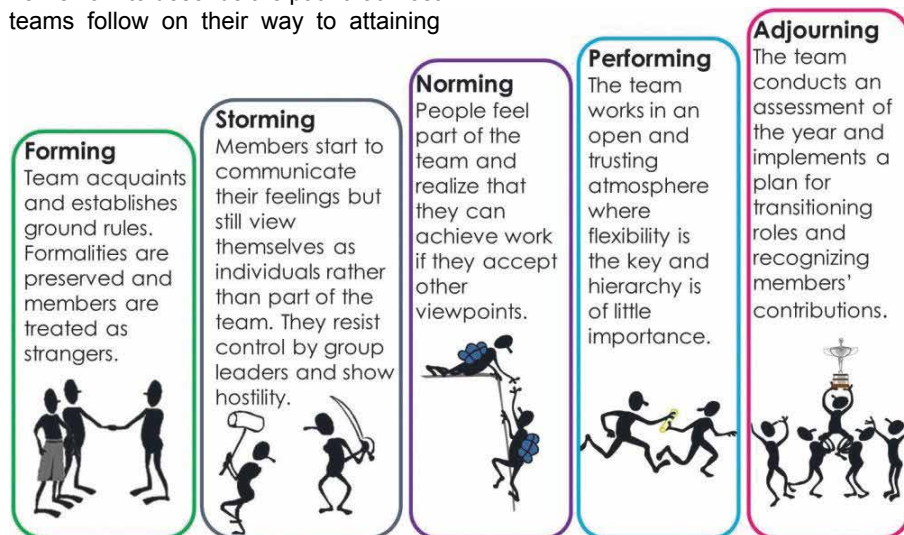 teams follow on their way to attaining
Forming
Team acquaints
and establishes
ground rules.
Formalities are
preserved and
members are
treated as
strangers.
Storming
Members start to
communicate
their feelings but
still view
themselves as
individuals rather
than part of the
team. They resist
control by group
leaders and show
hostility.
Norming
People feel
part of the
team and
realize that
they can
achieve work
if they accept
other
viewpoints.
Performing
The team
works in an
open and
trusting
atmosphere
where
flexibility is
the key and
hierarchy is
of little
importance.
Adjourning
The team
conducts an
assessment of
the year and
implements a
plan for
transitioning
roles and
recognizing
members'
contributions.